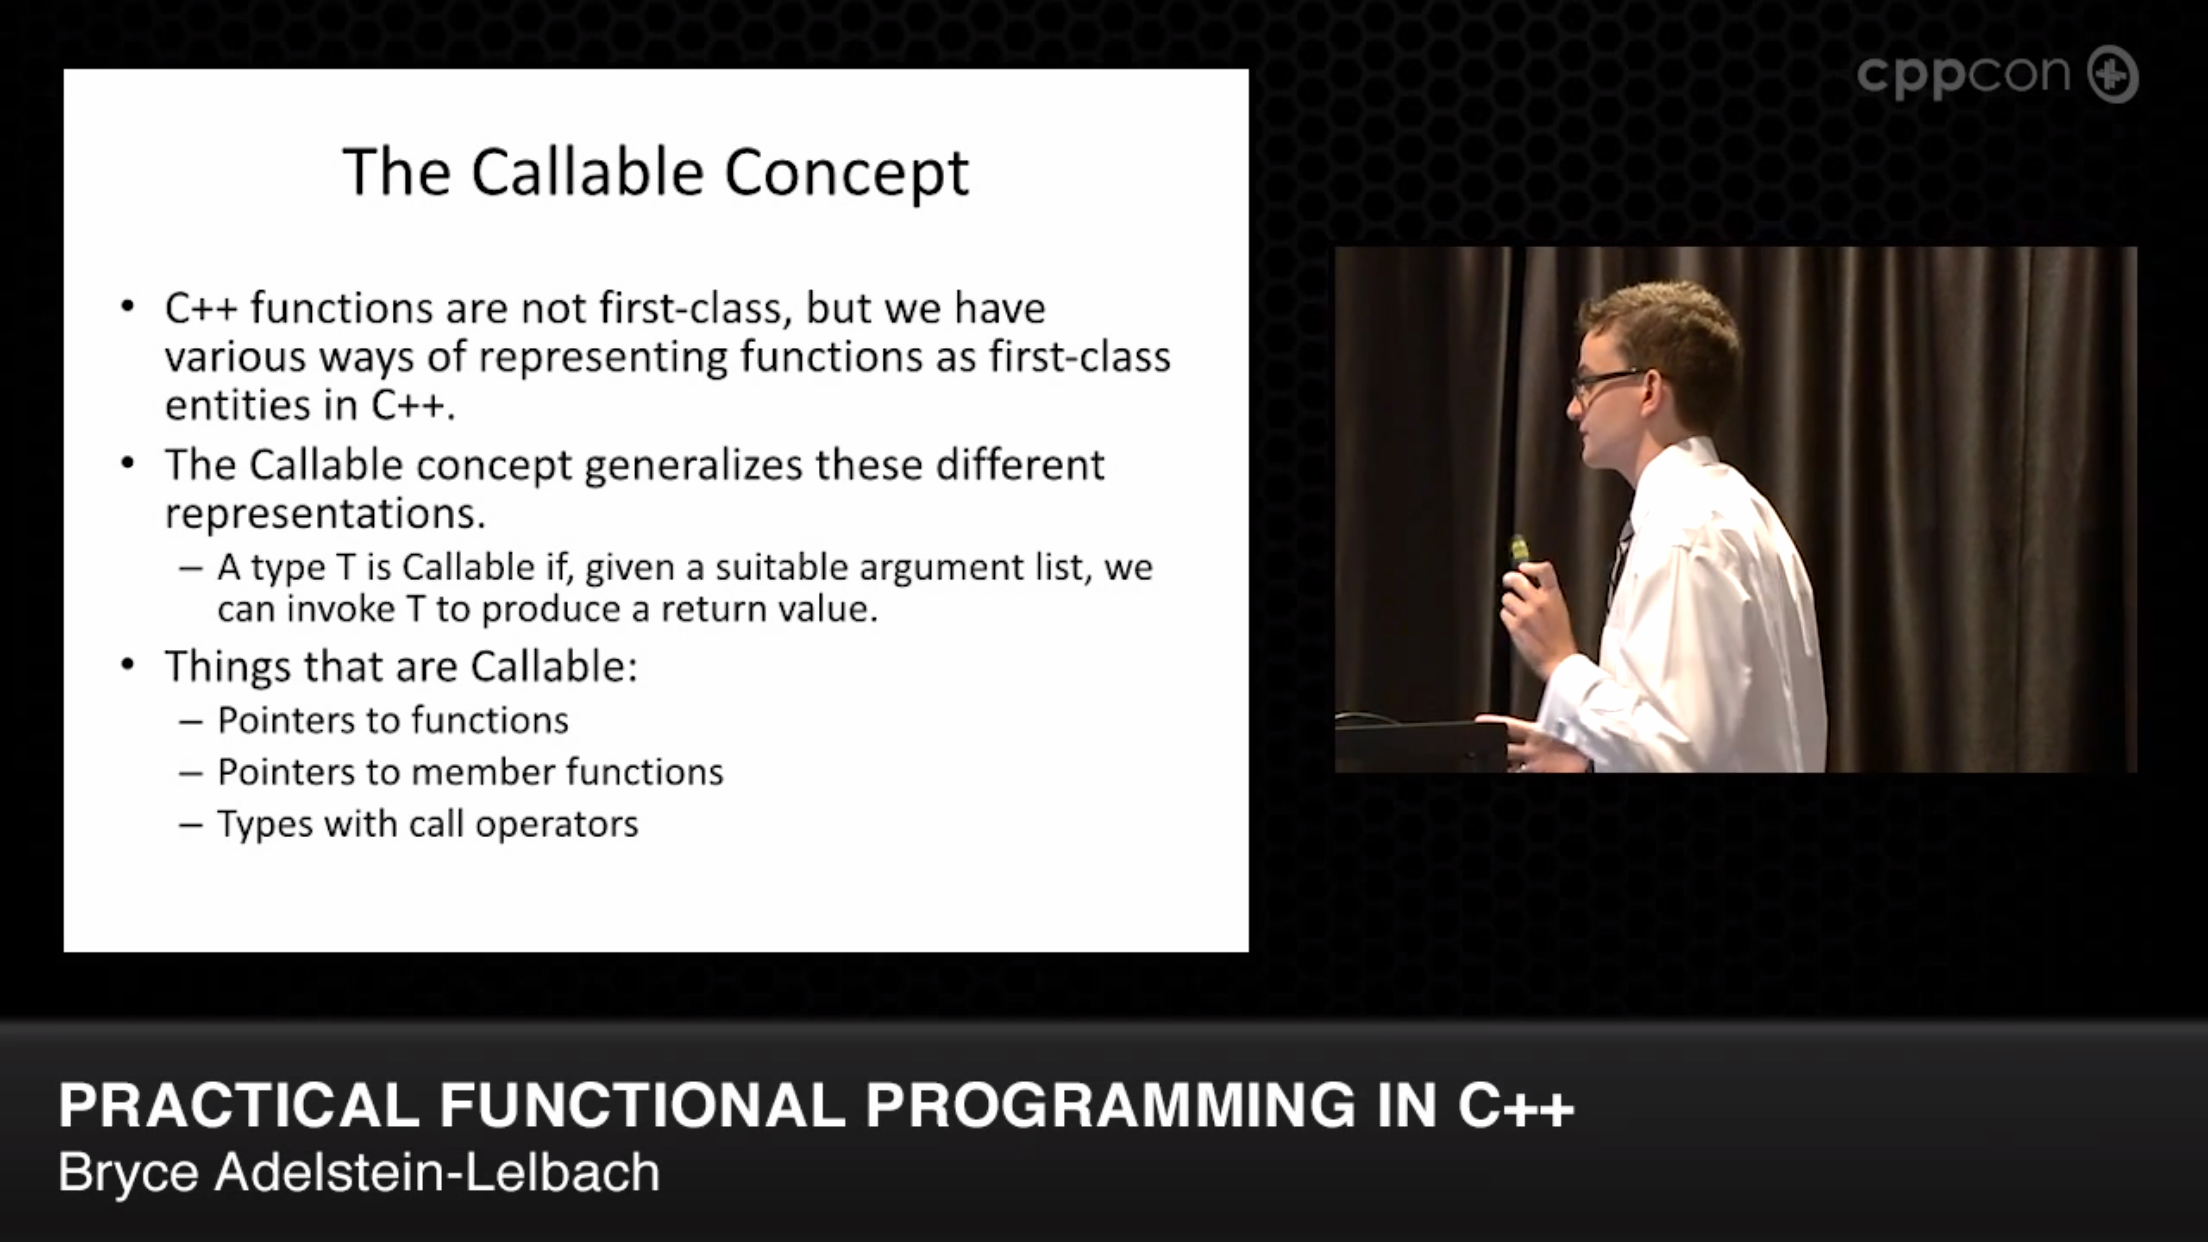 cppcon
The Callable Concept
• C++ functions are not first-class, but we have
various ways of representing functions as first-class
entities in C++.
• The Callable concept generalizes these different
representations.
– A type T is Callable if, given a suitable argument list, we
can invoke T to produce a return value.
• Things that are Callable:
– Pointers to functions
– Pointers to member functions
– Types with call operators
PRACTICAL FUNCTIONAL PROGRAMMING IN C++
Bryce Adelstein-Lelbach